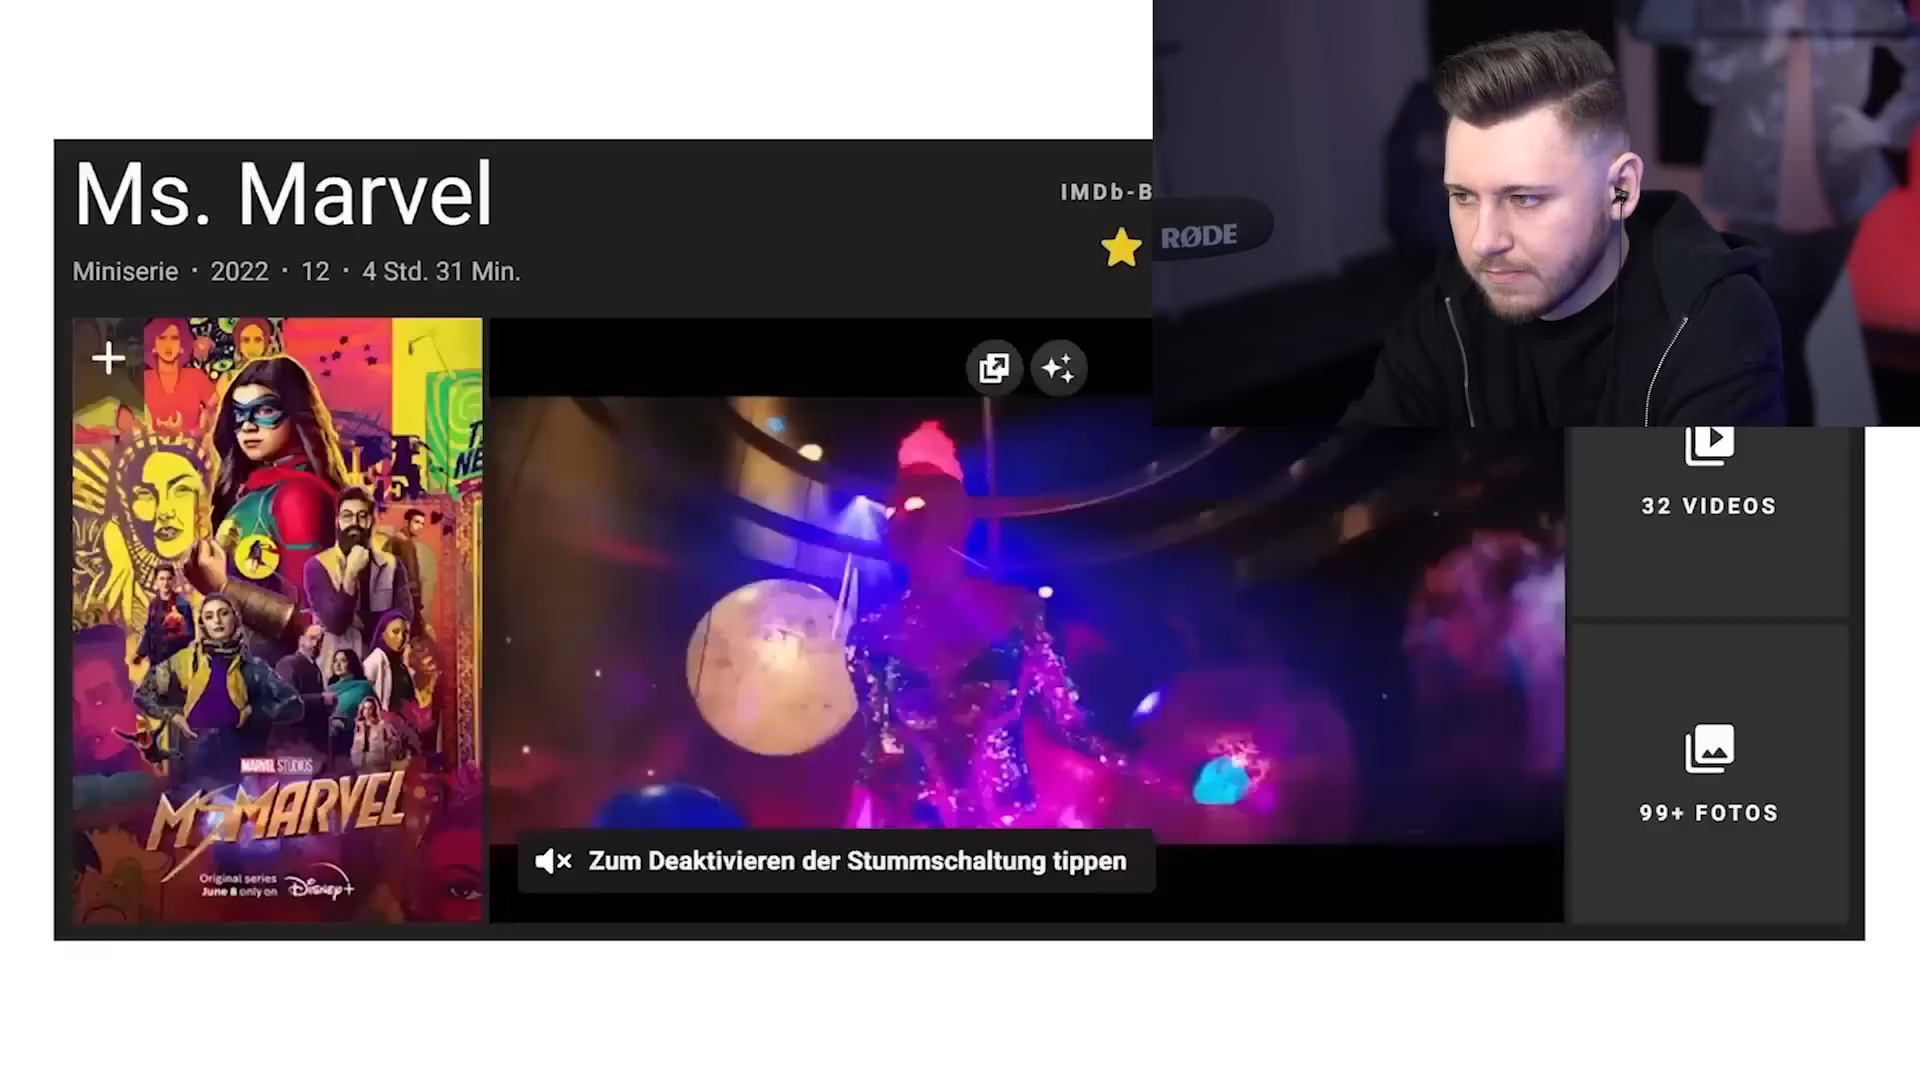 Ms. Marvel
Miniserie · 2022 · 12 · 4 Std. 31 Min.
IMDb-B
RØDE
MARVEL STUDIOS
MS. MARVEL
Original series
June 8 only on Disney+
Zum Deaktivieren der Stummschaltung tippen
32 VIDEOS
99+ FOTOS